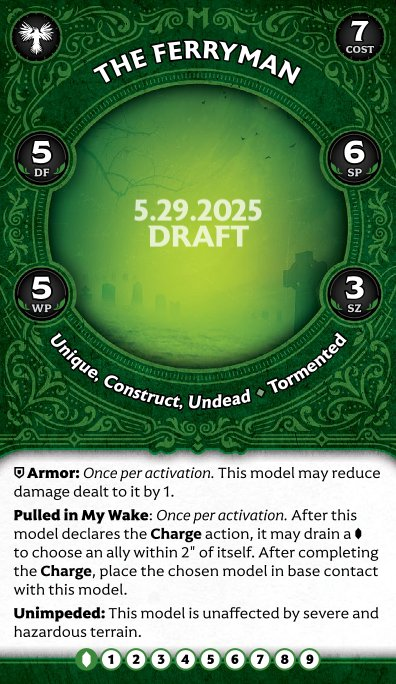 M
THE FERRYMAN
7
COST
5
DF
6
SP
5.29.2025
DRAFT
5
WP
3
SZ
Unique, Construct, Undead ◆ Tormented
Armor: Once per activation. This model may reduce
damage dealt to it by 1.
Pulled in My Wake: Once per activation. After this
model declares the Charge action, it may drain a
to choose an ally within 2" of itself. After completing
the Charge, place the chosen model in base contact
with this model.
Unimpeded: This model is unaffected by severe and
hazardous terrain.
1 2 3 4 5 6 7 8 9